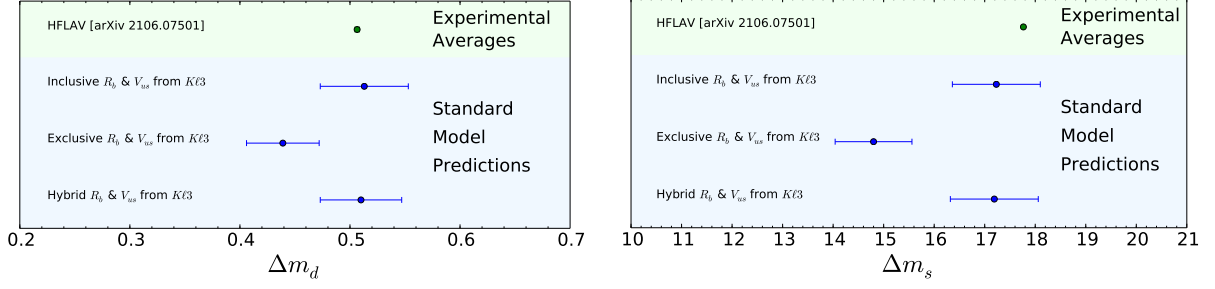 HFLAV [arXiv 2106.07501]
Experimental
Averages
Inclusive R_b & V_us from Kℓ3
Exclusive R_b & V_us from Kℓ3
Hybrid R_b & V_us from Kℓ3
Standard
Model
Predictions
0.2 0.3 0.4 0.5 0.6 0.7
Δm_d
HFLAV [arXiv 2106.07501]
Experimental
Averages
Inclusive R_b & V_us from Kℓ3
Exclusive R_b & V_us from Kℓ3
Hybrid R_b & V_us from Kℓ3
Standard
Model
Predictions
10 11 12 13 14 15 16 17 18 19 20 21
Δm_s